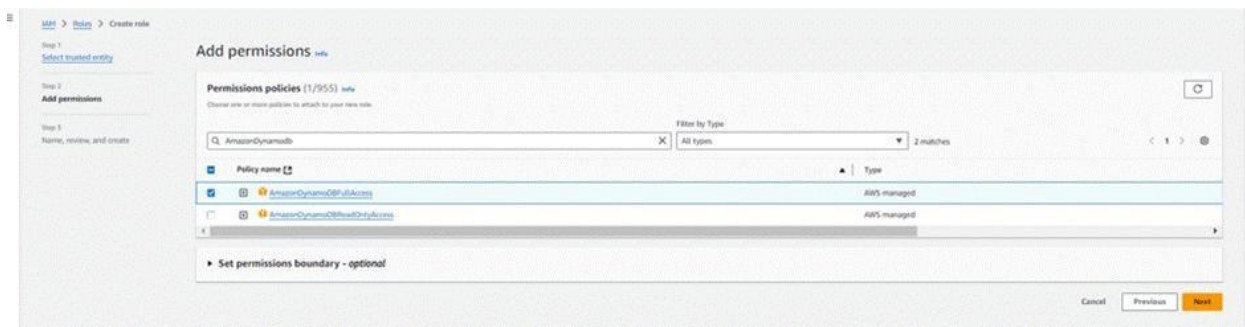 IAM > Roles > Create role
Step 1
Select trusted entity
Step 2
Add permissions
Step 3
Name, review, and create
Add permissions Info
Permissions policies (1/955) Info
Choose one or more policies to attach to your new role.
Filter by Type
AmazonDynamodb
All types
2 matches
1
Policy name
Type
AmazonDynamoDBFullAccess
AWS managed
AmazonDynamoDBReadOnlyAccess
AWS managed
Set permissions boundary - optional
Cancel
Previous
Next